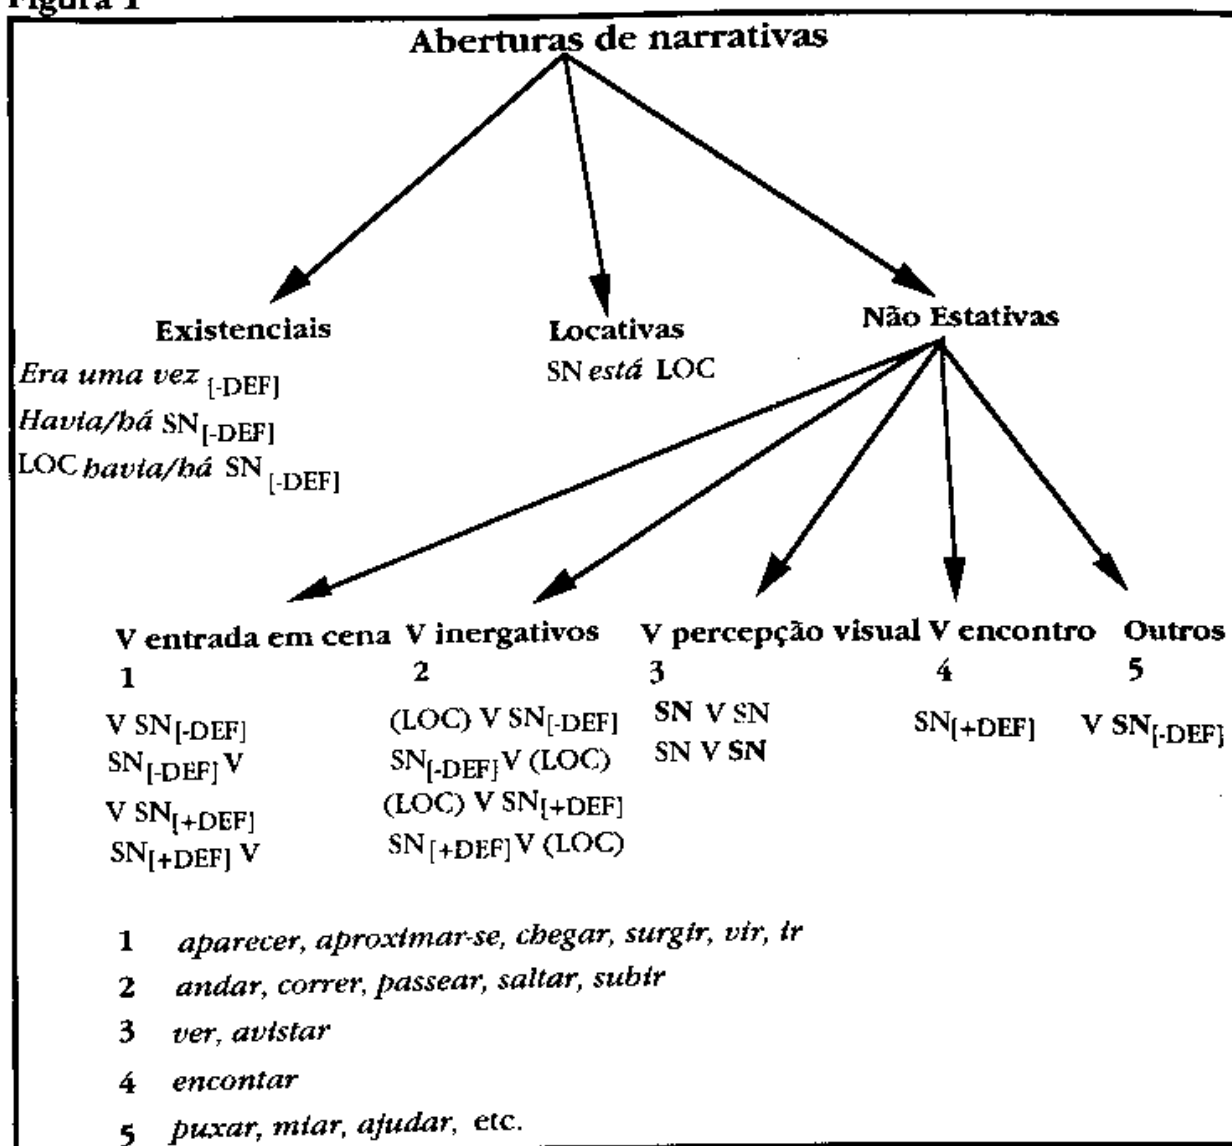 Figura 1
Aberturas de narrativas
Existenciais Locativas Não Estativas
Era uma vez [-DEF] SN está LOC
Havia/há SN[-DEF]
LOC havia/há SN [-DEF]
V entrada em cena V inergativos V percepção visual V encontro Outros
1 2 3 4 5
V SN[-DEF] (LOC) V SN[-DEF] SN V SN SN[+DEF] V SN[-DEF]
SN[-DEF] V SN[-DEF] V (LOC) SN V SN
V SN[+DEF] (LOC) V SN[+DEF]
SN[+DEF] V SN[+DEF] V (LOC)
1 aparecer, aproximar-se, chegar, surgir, vir, ir
2 andar, correr, passear, saltar, subir
3 ver, avistar
4 encontar
5 puxar, miar, ajudar, etc.